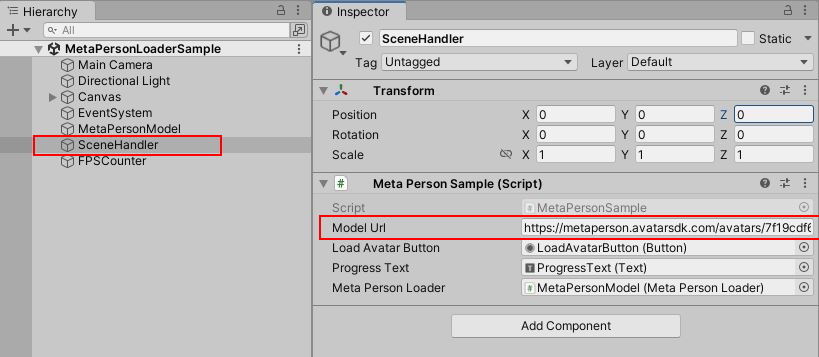 Hierarchy
All
MetaPersonLoaderSample
Main Camera
Directional Light
Canvas
EventSystem
MetaPersonModel
SceneHandler
FPSCounter
Inspector
SceneHandler
Static
Tag Untagged Layer Default
Transform
Position X 0 Y 0 Z 0
Rotation X 0 Y 0 Z 0
Scale X 1 Y 1 Z 1
# Meta Person Sample (Script)
Script # MetaPersonSample
Model Url https://metaperson.avatarsdk.com/avatars/7f19cdf6
Load Avatar Button LoadAvatarButton (Button)
Progress Text T ProgressText (Text)
Meta Person Loader # MetaPersonModel (Meta Person Loader)
Add Component